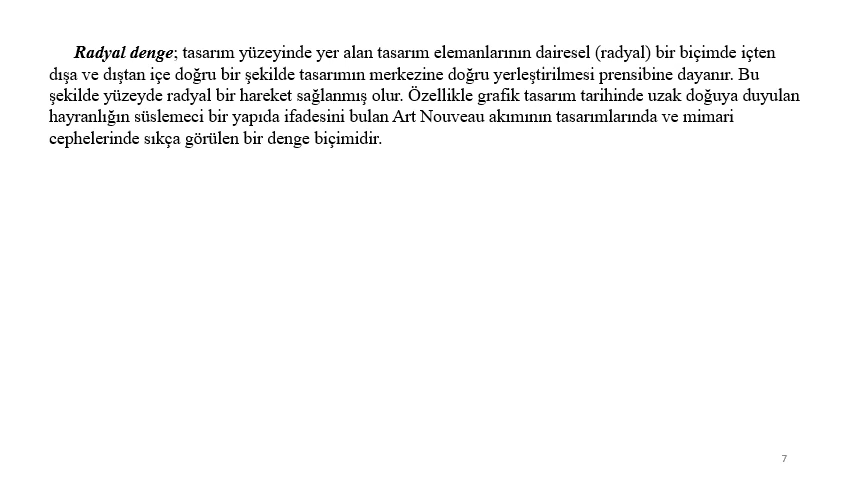 Radyal denge; tasarım yüzeyinde yer alan tasarım elemanlarının dairesel (radyal) bir biçimde içten
dışa ve dıştan içe doğru bir şekilde tasarımın merkezine doğru yerleştirilmesi prensibine dayanır. Bu
şekilde yüzeyde radyal bir hareket sağlanmış olur. Özellikle grafik tasarım tarihinde uzak doğuya duyulan
hayranlığın süslemeci bir yapıda ifadesini bulan Art Nouveau akımının tasarımlarında ve mimari
cephelerinde sıkça görülen bir denge biçimidir.
7